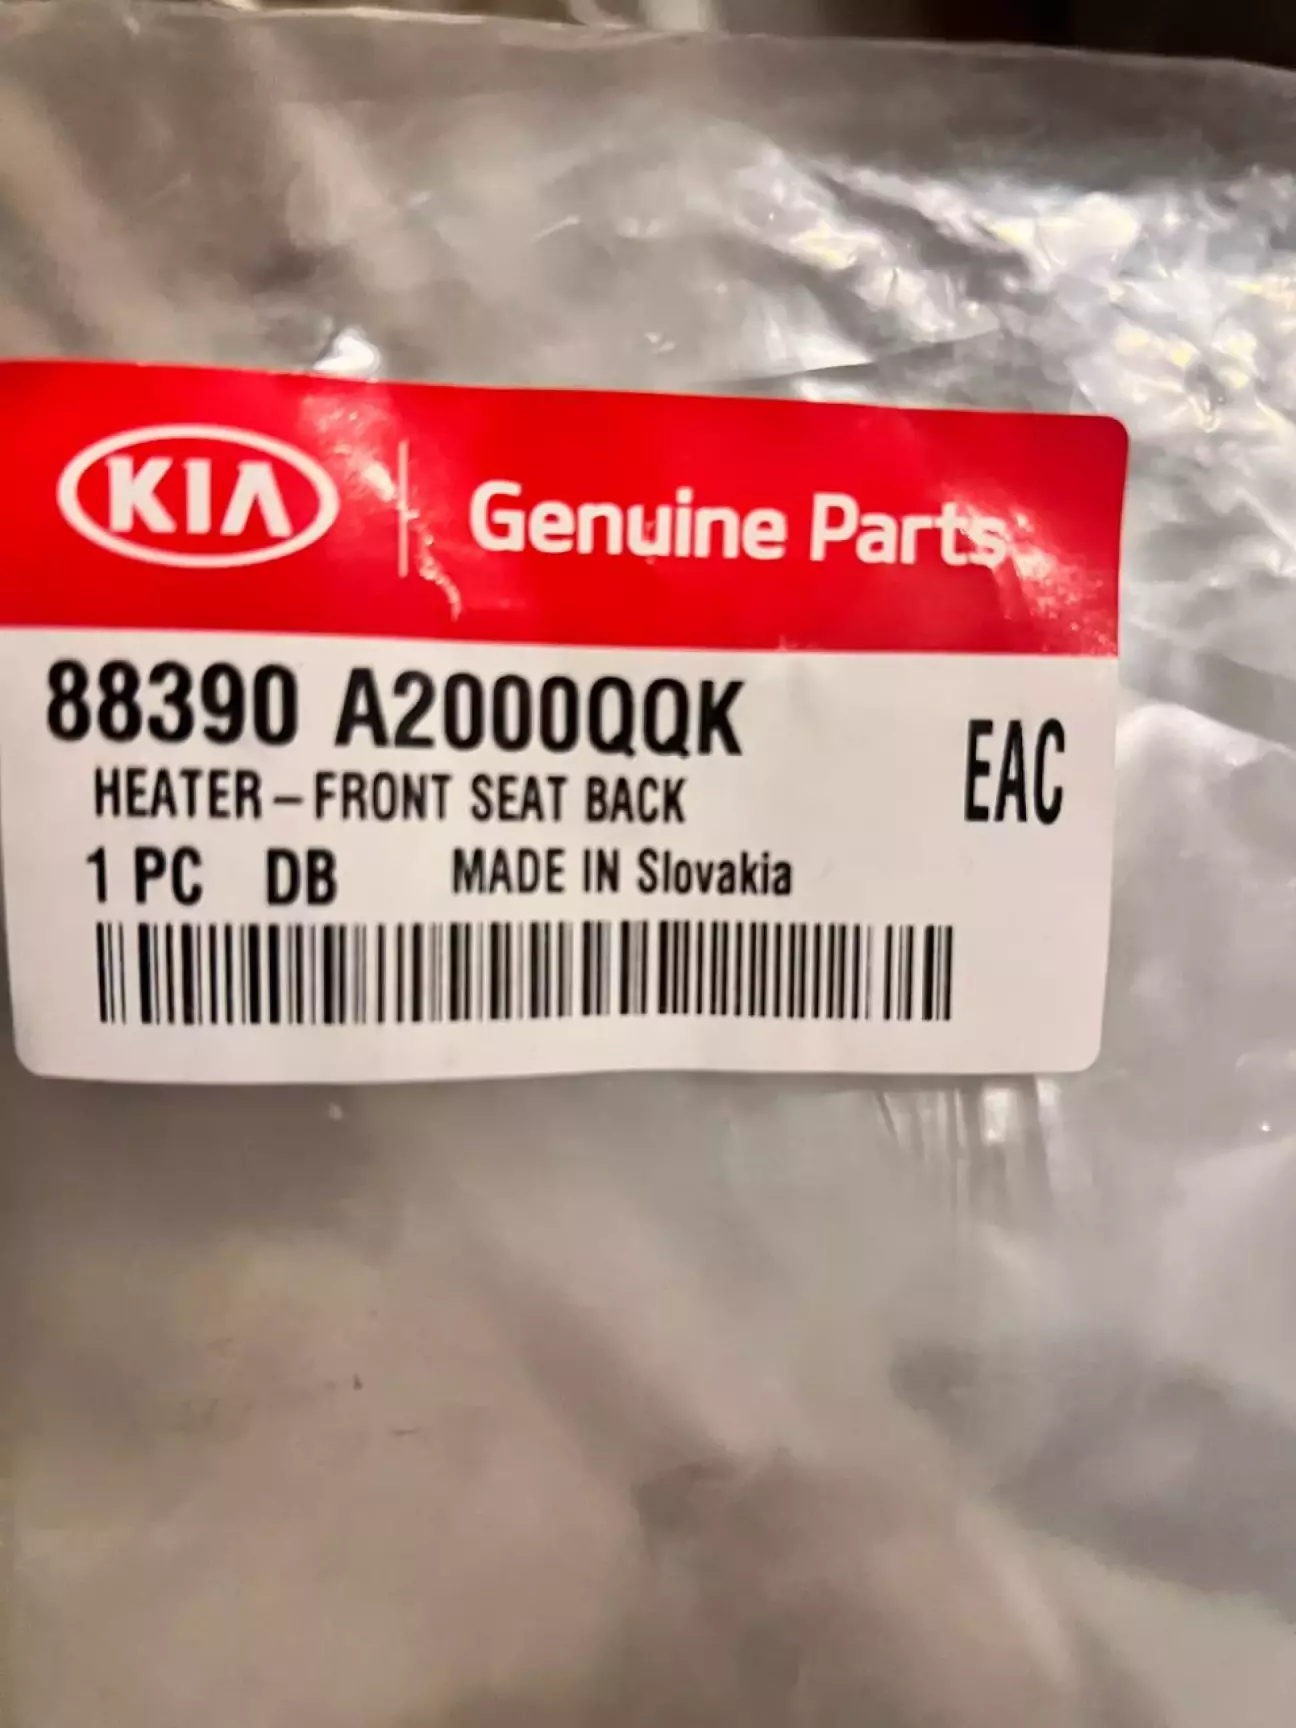 KIA Genuine Parts
88390 A2000QQK
HEATER-FRONT SEAT BACK
EAC
1 PC DB MADE IN Slovakia